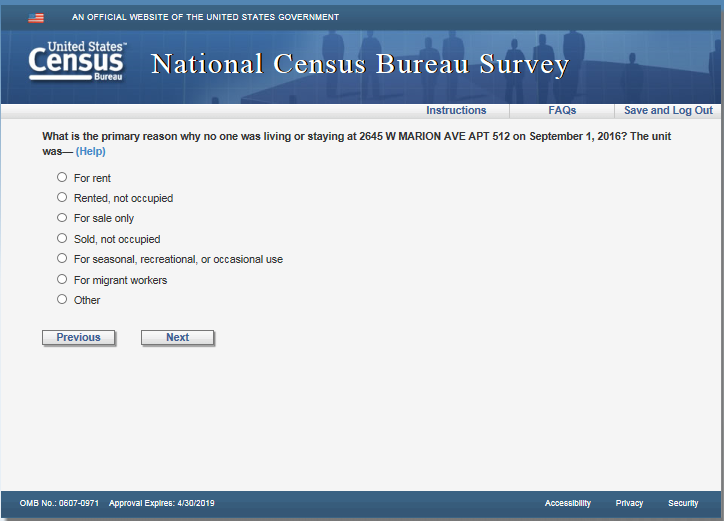 AN OFFICIAL WEBSITE OF THE UNITED STATES GOVERNMENT
United States™
Census
Bureau
National Census Bureau Survey
Instructions FAQs Save and Log Out
What is the primary reason why no one was living or staying at 2645 W MARION AVE APT 512 on September 1, 2016? The unit
was— (Help)
For rent
Rented, not occupied
For sale only
Sold, not occupied
For seasonal, recreational, or occasional use
For migrant workers
Other
Previous Next
OMB No.: 0607-0971 Approval Expires: 4/30/2019 Accessibility Privacy Security